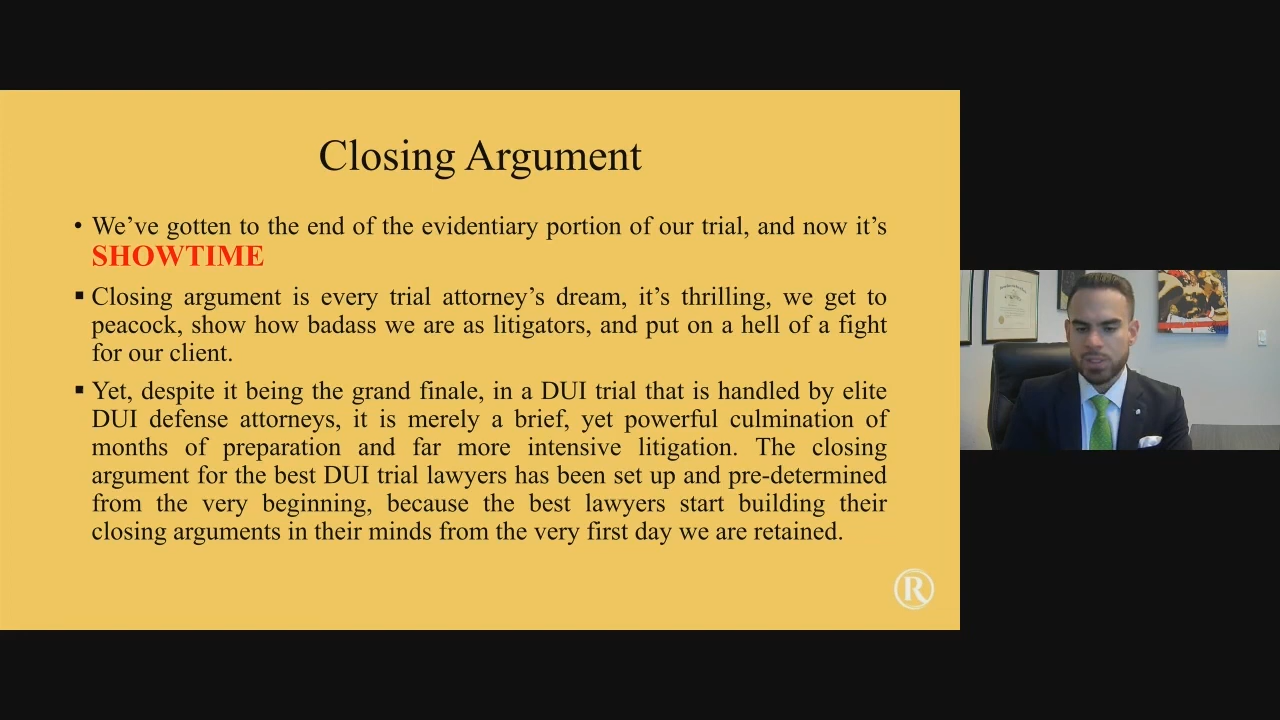 Closing Argument
• We’ve gotten to the end of the evidentiary portion of our trial, and now it’s
SHOWTIME
▪ Closing argument is every trial attorney’s dream, it’s thrilling, we get to
peacock, show how badass we are as litigators, and put on a hell of a fight
for our client.
▪ Yet, despite it being the grand finale, in a DUI trial that is handled by elite
DUI defense attorneys, it is merely a brief, yet powerful culmination of
months of preparation and far more intensive litigation. The closing
argument for the best DUI trial lawyers has been set up and pre-determined
from the very beginning, because the best lawyers start building their
closing arguments in their minds from the very first day we are retained.
R